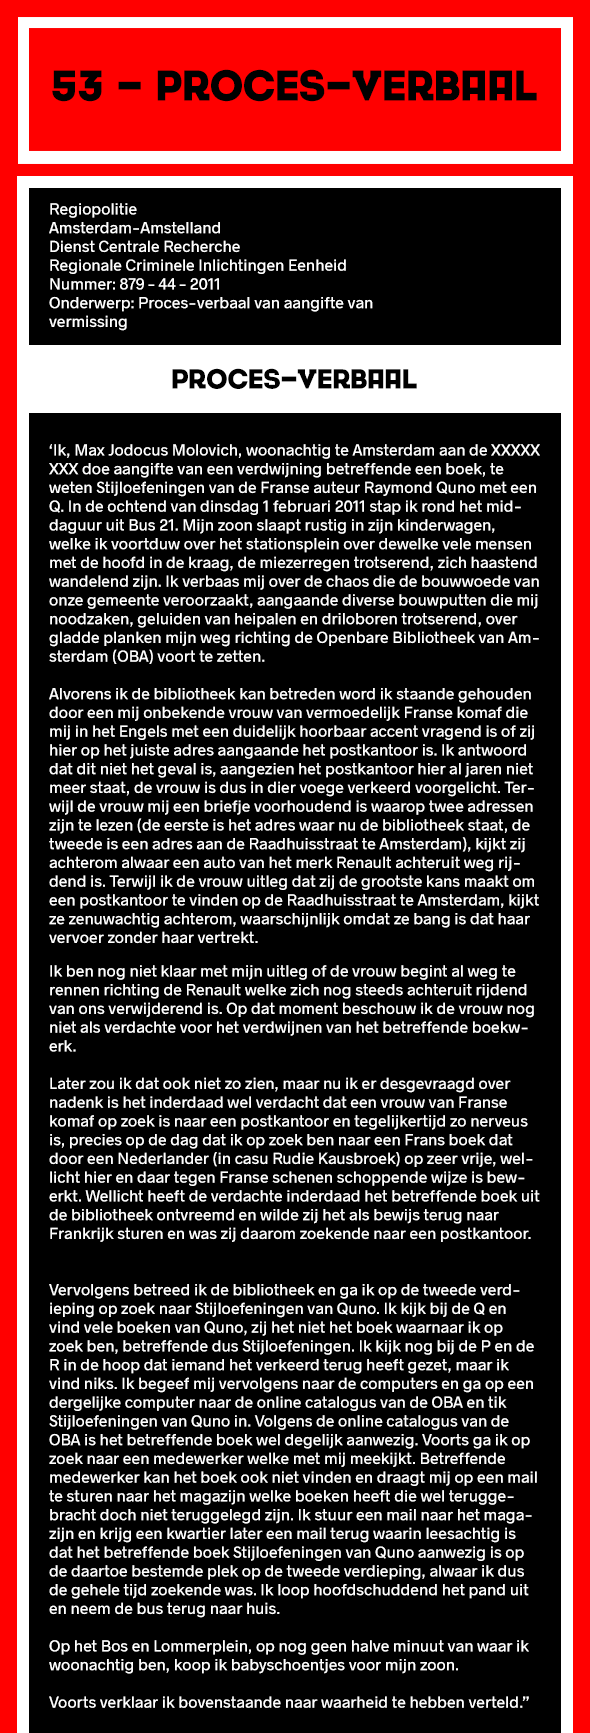 53 – PROCES–VERBAAL
Regiopolitie
Amsterdam-Amstelland
Dienst Centrale Recherche
Regionale Criminele Inlichtingen Eenheid
Nummer: 879 - 44 - 2011
Onderwerp: Proces-verbaal van aangifte van
vermissing
PROCES–VERBAAL
‘Ik, Max Jodocus Molovich, woonachtig te Amsterdam aan de XXXXX
XXX doe aangifte van een verdwijning betreffende een boek, te
weten Stijloefeningen van de Franse auteur Raymond Quno met een
Q. In de ochtend van dinsdag 1 februari 2011 stap ik rond het mid-
daguur uit Bus 21. Mijn zoon slaapt rustig in zijn kinderwagen,
welke ik voortduw over het stationsplein over dewelke vele mensen
met de hoofd in de kraag, de miezerregen trotserend, zich haastend
wandelend zijn. Ik verbaas mij over de chaos die de bouwwoede van
onze gemeente veroorzaakt, aangaande diverse bouwputten die mij
noodzaken, geluiden van heipalen en driloboren trotserend, over
gladde planken mijn weg richting de Openbare Bibliotheek van Am-
sterdam (OBA) voort te zetten.
Alvorens ik de bibliotheek kan betreden word ik staande gehouden
door een mij onbekende vrouw van vermoedelijk Franse komaf die
mij in het Engels met een duidelijk hoorbaar accent vragend is of zij
hier op het juiste adres aangaande het postkantoor is. Ik antwoord
dat dit niet het geval is, aangezien het postkantoor hier al jaren niet
meer staat, de vrouw is dus in dier voege verkeerd voorgelicht. Ter-
wijl de vrouw mij een briefje voorhoudend is waarop twee adressen
zijn te lezen (de eerste is het adres waar nu de bibliotheek staat, de
tweede is een adres aan de Raadhuisstraat te Amsterdam), kijkt zij
achterom alwaar een auto van het merk Renault achteruit weg rij-
dend is. Terwijl ik de vrouw uitleg dat zij de grootste kans maakt om
een postkantoor te vinden op de Raadhuisstraat te Amsterdam, kijkt
ze zenuwachtig achterom, waarschijnlijk omdat ze bang is dat haar
vervoer zonder haar vertrekt.
Ik ben nog niet klaar met mijn uitleg of de vrouw begint al weg te
rennen richting de Renault welke zich nog steeds achteruit rijdend
van ons verwijderend is. Op dat moment beschouw ik de vrouw nog
niet als verdachte voor het verdwijnen van het betreffende boekw-
erk.
Later zou ik dat ook niet zo zien, maar nu ik er desgevraagd over
nadenk is het inderdaad wel verdacht dat een vrouw van Franse
komaf op zoek is naar een postkantoor en tegelijkertijd zo nerveus
is, precies op de dag dat ik op zoek ben naar een Frans boek dat
door een Nederlander (in casu Rudie Kausbroek) op zeer vrije, wel-
licht hier en daar tegen Franse schenen schoppende wijze is bew-
erkt. Wellicht heeft de verdachte inderdaad het betreffende boek uit
de bibliotheek ontvreemd en wilde zij het als bewijs terug naar
Frankrijk sturen en was zij daarom zoekende naar een postkantoor.
Vervolgens betreed ik de bibliotheek en ga ik op de tweede verd-
ieping op zoek naar Stijloefeningen van Quno. Ik kijk bij de Q en
vind vele boeken van Quno, zij het niet het boek waarnaar ik op
zoek ben, betreffende dus Stijloefeningen. Ik kijk nog bij de P en de
R in de hoop dat iemand het verkeerd terug heeft gezet, maar ik
vind niks. Ik begeef mij vervolgens naar de computers en ga op een
dergelijke computer naar de online catalogus van de OBA en tik
Stijloefeningen van Quno in. Volgens de online catalogus van de
OBA is het betreffende boek wel degelijk aanwezig. Voorts ga ik op
zoek naar een medewerker welke met mij meekijkt. Betreffende
medewerker kan het boek ook niet vinden en draagt mij op een mail
te sturen naar het magazijn welke boeken heeft die wel terugge-
bracht doch niet teruggelegd zijn. Ik stuur een mail naar het maga-
zijn en krijg een kwartier later een mail terug waarin leesachtig is
dat het betreffende boek Stijloefeningen van Quno aanwezig is op
de daartoe bestemde plek op de tweede verdieping, alwaar ik dus
de gehele tijd zoekende was. Ik loop hoofdschuddend het pand uit
en neem de bus terug naar huis.
Op het Bos en Lommerplein, op nog geen halve minuut van waar ik
woonachtig ben, koop ik babyschoentjes voor mijn zoon.
Voorts verklaar ik bovenstaande naar waarheid te hebben verteld.”